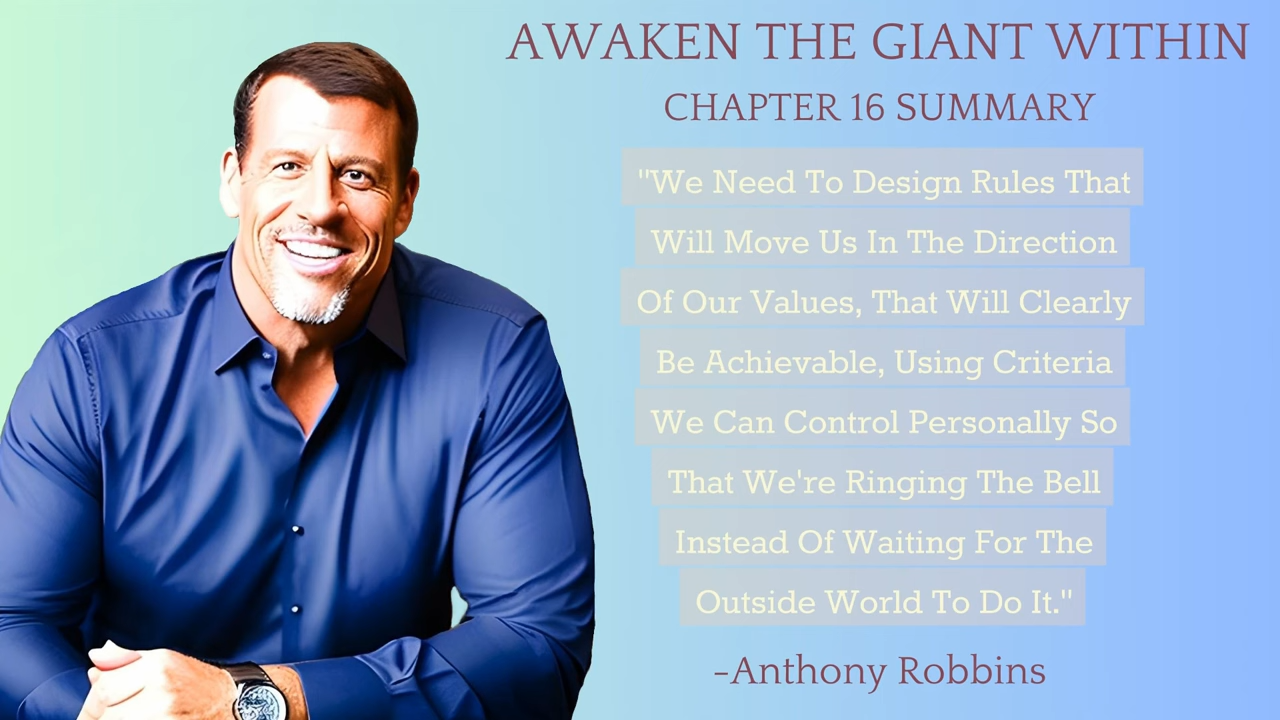 AWAKEN THE GIANT WITHIN
CHAPTER 16 SUMMARY
"We Need To Design Rules That
Will Move Us In The Direction
Of Our Values, That Will Clearly
Be Achievable, Using Criteria
We Can Control Personally So
That We're Ringing The Bell
Instead Of Waiting For The
Outside World To Do It."
-Anthony Robbins